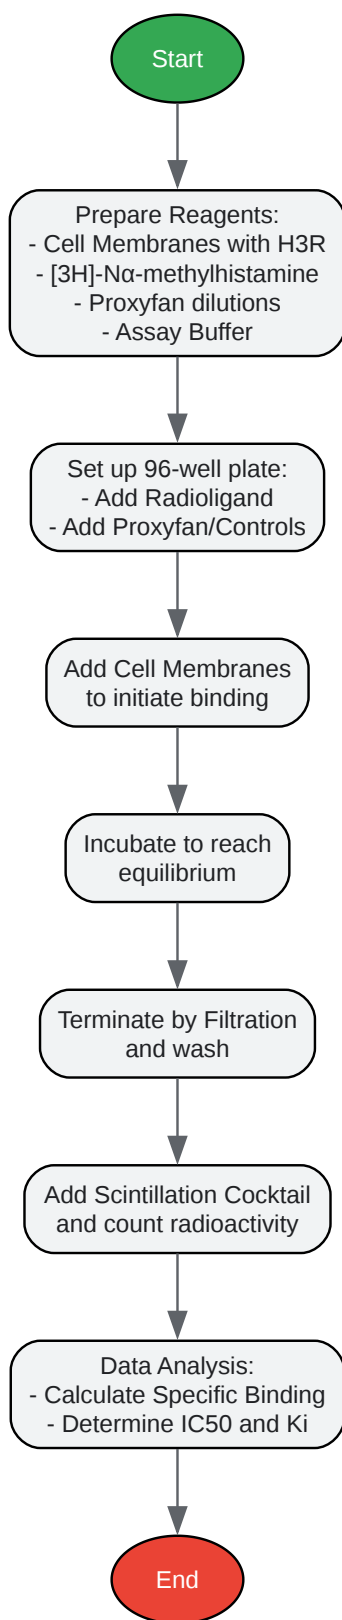 Start
Prepare Reagents:
- Cell Membranes with H3R
- [3H]-Nα-methylhistamine
- Proxyfan dilutions
- Assay Buffer
Set up 96-well plate:
- Add Radioligand
- Add Proxyfan/Controls
Add Cell Membranes
to initiate binding
Incubate to reach
equilibrium
Terminate by Filtration
and wash
Add Scintillation Cocktail
and count radioactivity
Data Analysis:
- Calculate Specific Binding
- Determine IC50 and Ki
End